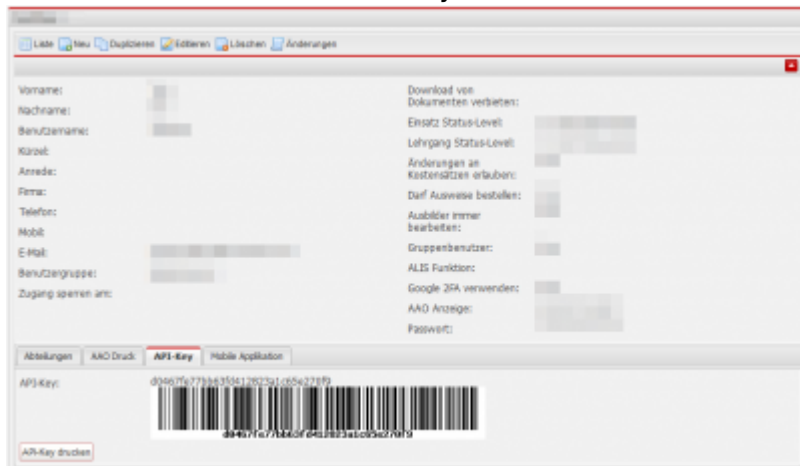 Liste Neu Duplizieren Editieren Löschen Änderungen
Vorname:
Nachname:
Benutzername:
Kürzel:
Anrede:
Firma:
Telefon:
Mobil:
E-Mail:
Benutzergruppe:
Zugang sperren am:
Download von
Dokumenten verbieten:
Einsatz Status-Level:
Lehrgang Status-Level:
Änderungen an
Kostensätzen erlauben:
Darf Ausweise bestellen:
Ausbilder immer
bearbeiten:
Gruppenbenutzer:
ALIS Funktion:
Google 2FA verwenden:
AAO Anzeige:
Passwort:
Abteilungen AAO Druck API-Key Mobile Applikation
API-Key:
API-Key drucken